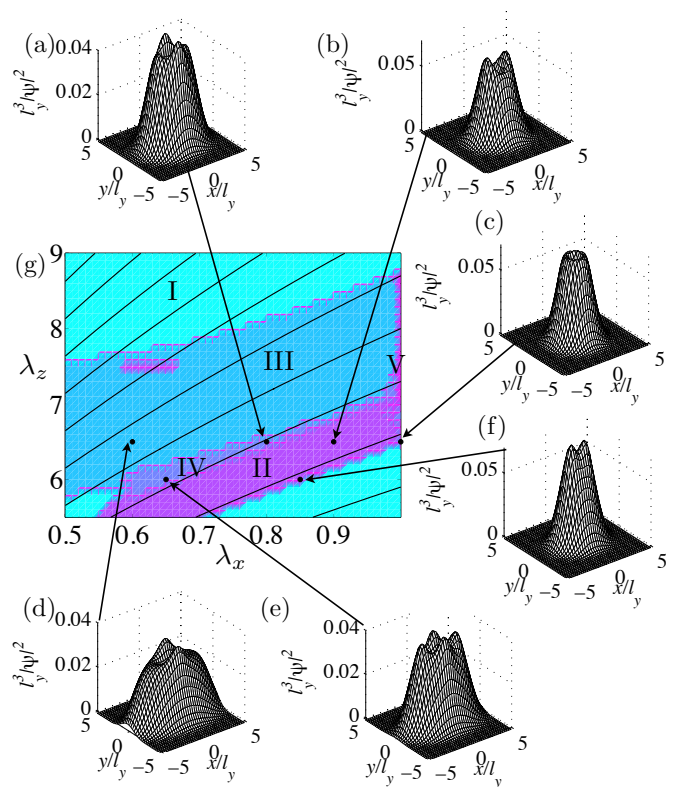 (a)
0.04
0.02
0
l_y^3|ψ|^2
5
0
−5
y/l_y
−5
0
5
x/l_y
(b)
0.05
0
l_y^3|ψ|^2
5
0
−5
y/l_y
−5
0
5
x/l_y
(c)
0.05
0
l_y^3|ψ|^2
5
0
−5
y/l_y
−5
0
5
x/l_y
(g)
9
8
7
6
λ_z
I
III
V
IV
II
0.5 0.6 0.7 0.8 0.9
λ_x
(f)
0.05
0
l_y^3|ψ|^2
5
0
−5
y/l_y
−5
0
5
x/l_y
(d)
0.04
0.02
0
l_y^3|ψ|^2
5
0
−5
y/l_y
−5
0
5
x/l_y
(e)
0.04
0.02
0
l_y^3|ψ|^2
5
0
−5
y/l_y
−5
0
5
x/l_y